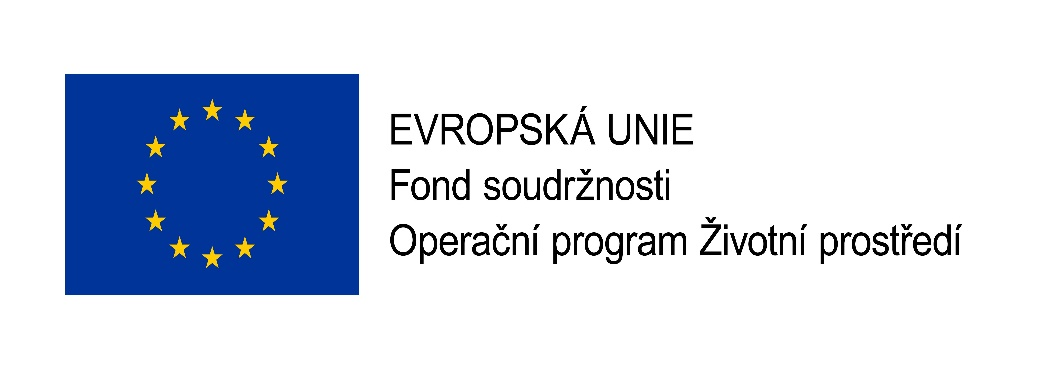 EVROPSKÁ UNIE
Fond soudržnosti
Operační program Životní prostředí